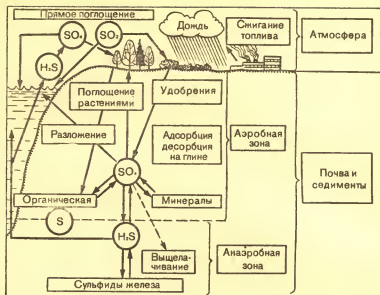 Прямое поглощение
Дождь
Сжигание
топлива
Атмосфера
SO₄
SO₂
H₂S
Поглощение
растениями
Удобрения
Разложение
Адсорбция
десорбция
на глине
Аэробная
зона
Почва и
седименты
SO₄
Органическая
Минералы
S
H₂S
Выщела-
чивание
Анаэробная
зона
Сульфиды железа